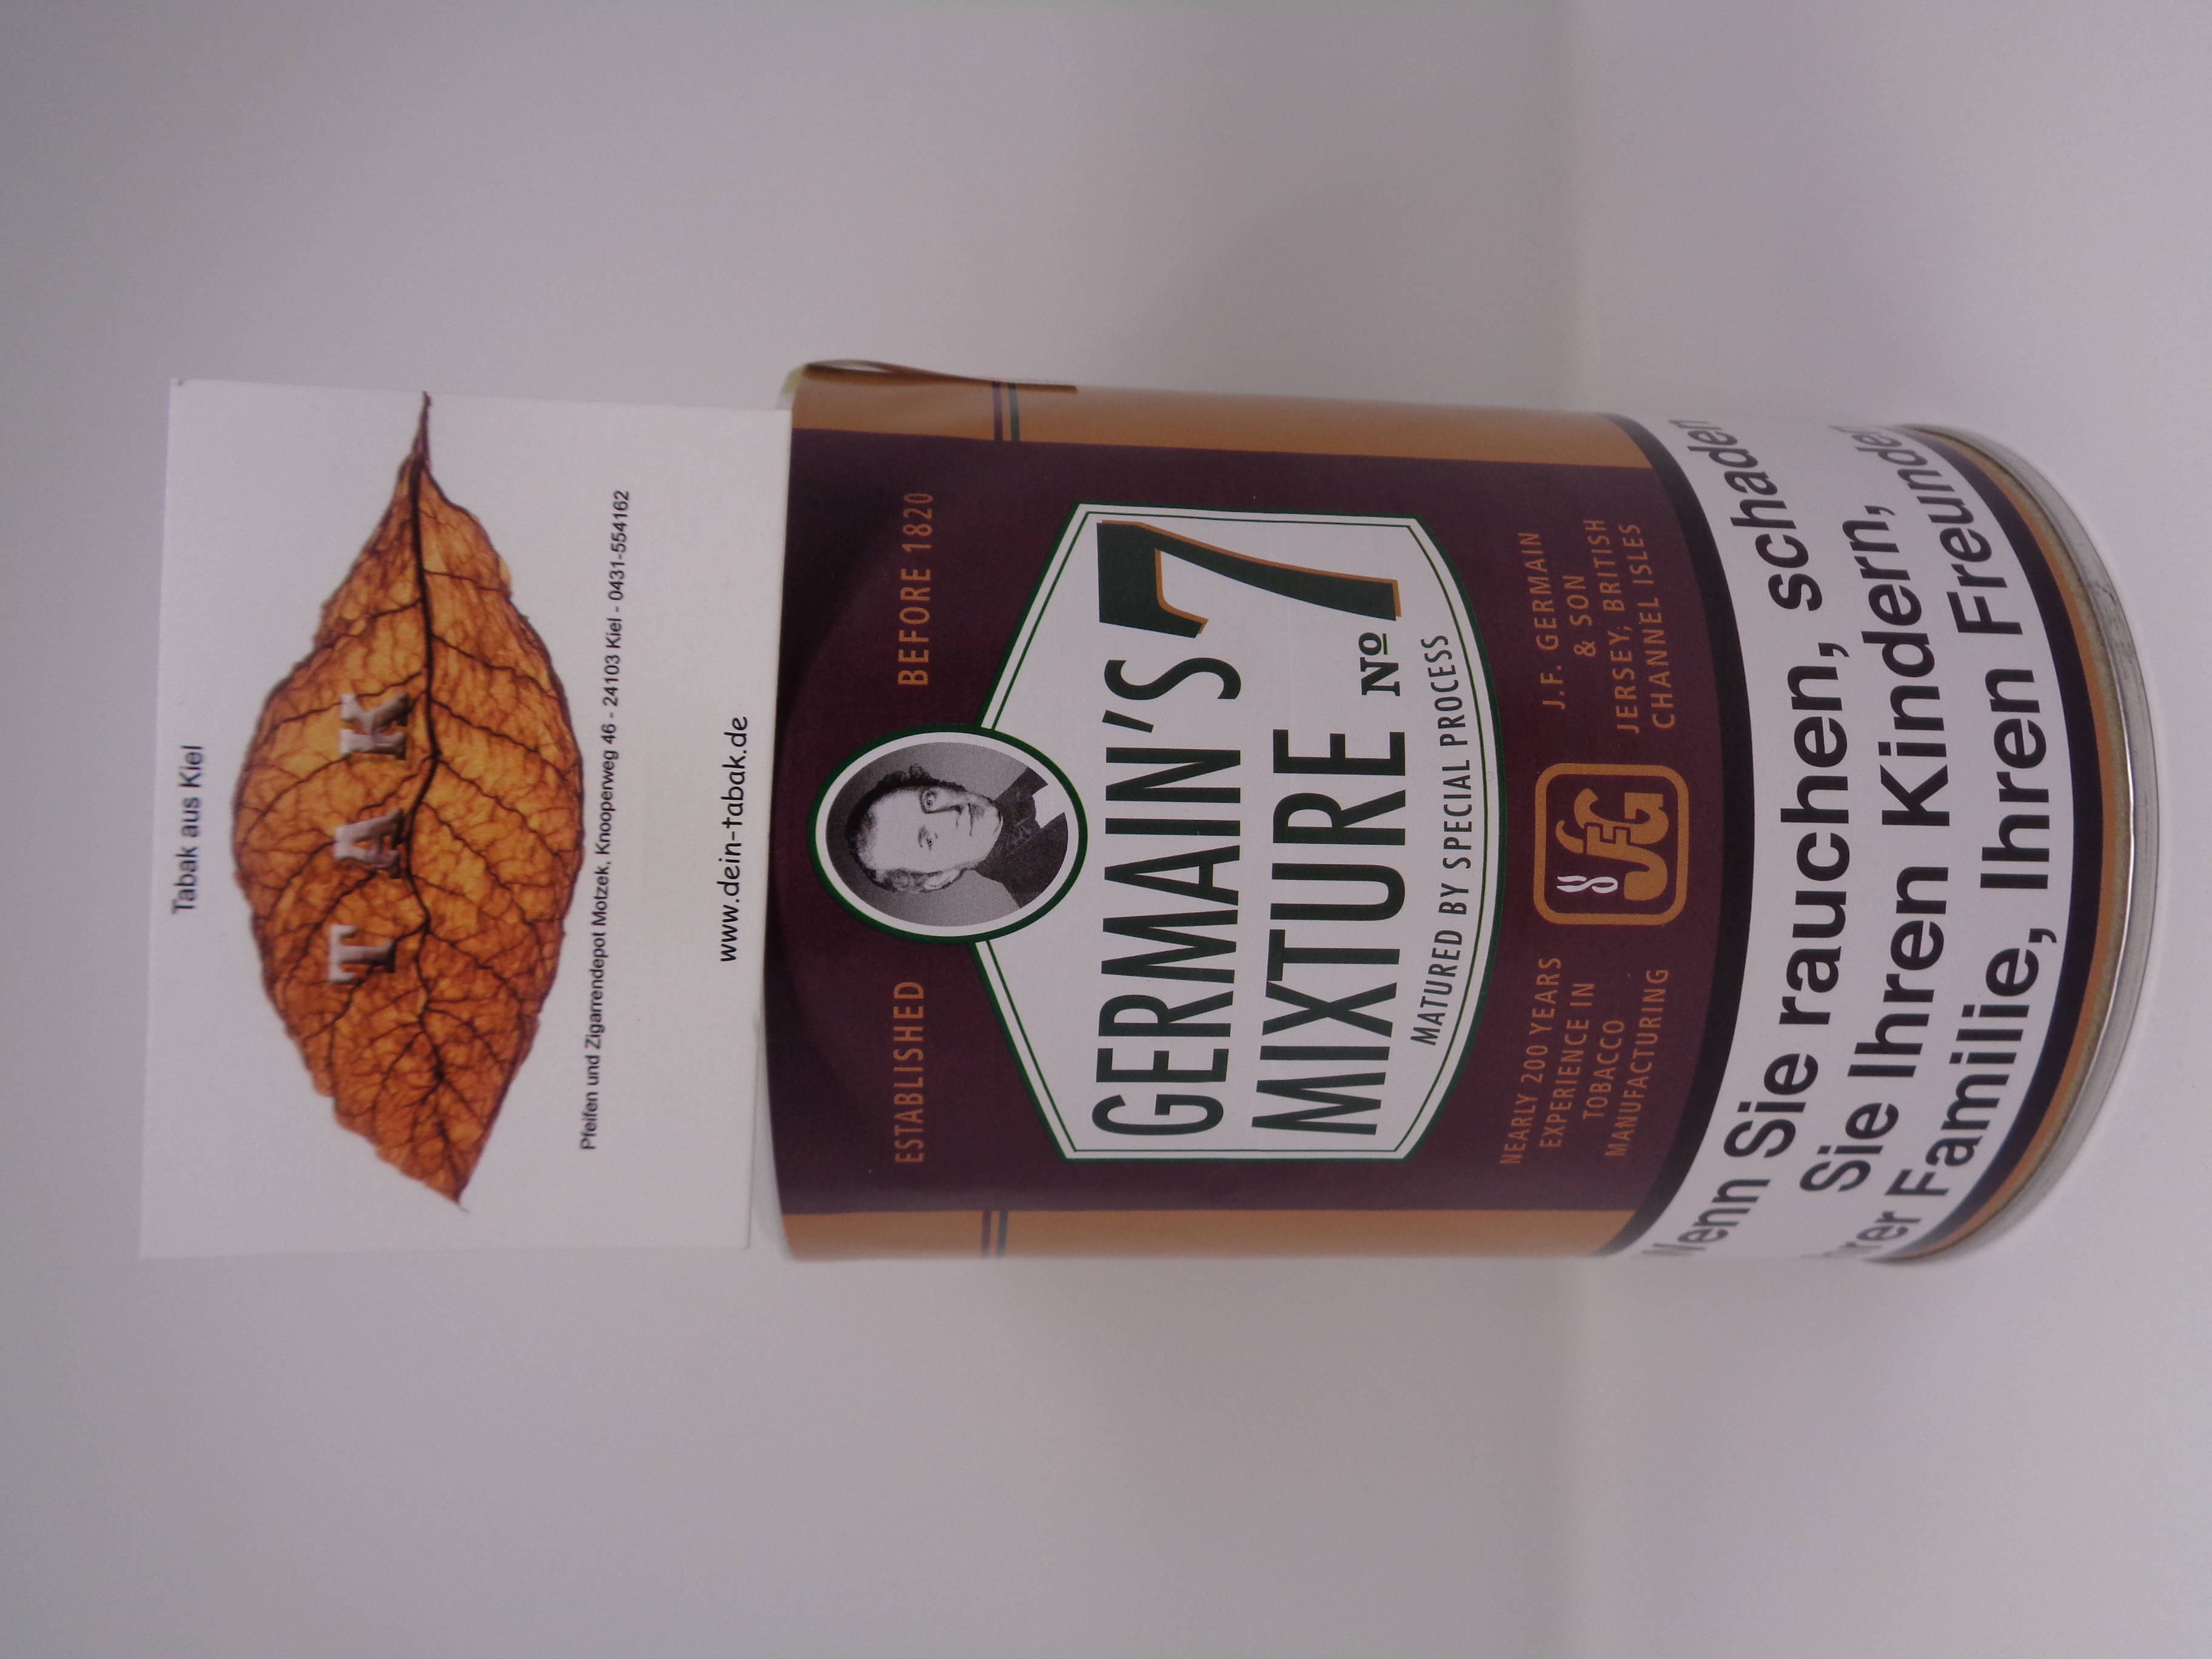 Tabak aus Kiel
TAK
Pfeifen und Zigarrendepot Motzek, Knooperweg 46 - 24103 Kiel - 0431-554162
www.dein-tabak.de
ESTABLISHED BEFORE 1820
GERMAIN'S
MIXTURE No 7
MATURED BY SPECIAL PROCESS
NEARLY 200 YEARS
EXPERIENCE IN
TOBACCO
MANUFACTURING
JFG
J.F. GERMAIN
& SON
JERSEY, BRITISH
CHANNEL ISLES
Wenn Sie rauchen, schaden
Sie Ihren Kindern,
Familie, Ihren